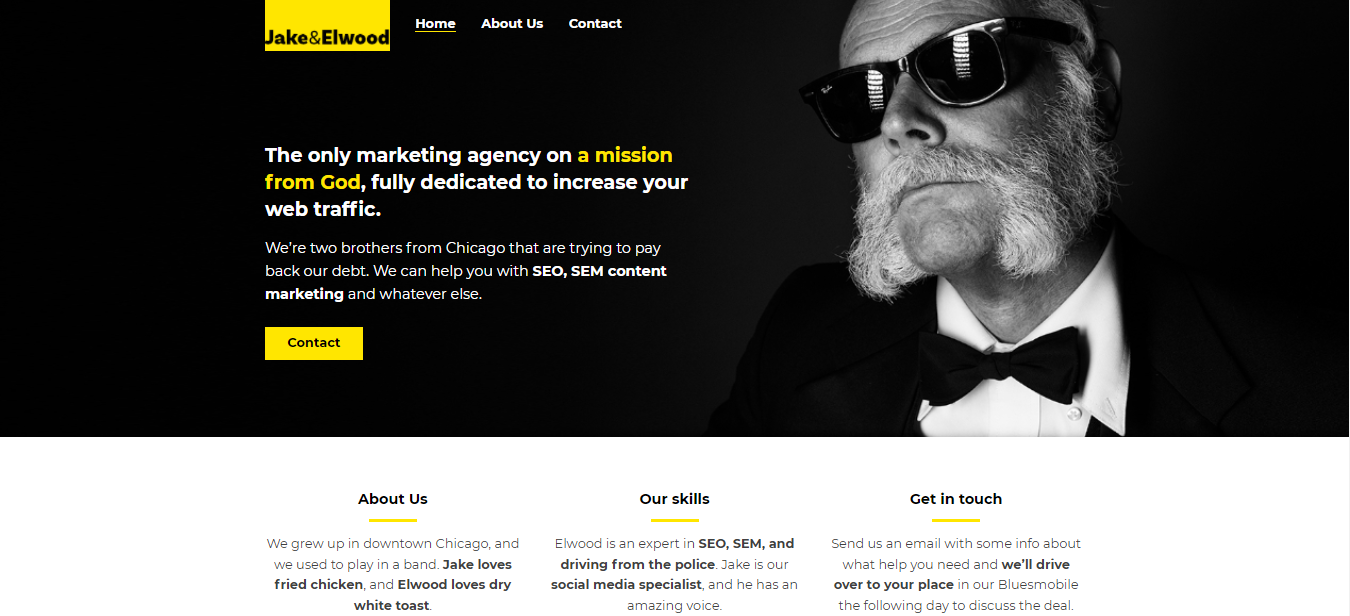 Jake&Elwood
Home About Us Contact
The only marketing agency on a mission
from God, fully dedicated to increase your
web traffic.
We're two brothers from Chicago that are trying to pay
back our debt. We can help you with SEO, SEM content
marketing and whatever else.
Contact
About Us
We grew up in downtown Chicago, and
we used to play in a band. Jake loves
fried chicken, and Elwood loves dry
white toast.
Our skills
Elwood is an expert in SEO, SEM, and
driving from the police. Jake is our
social media specialist, and he has an
amazing voice.
Get in touch
Send us an email with some info about
what help you need and we'll drive
over to your place in our Bluesmobile
the following day to discuss the deal.